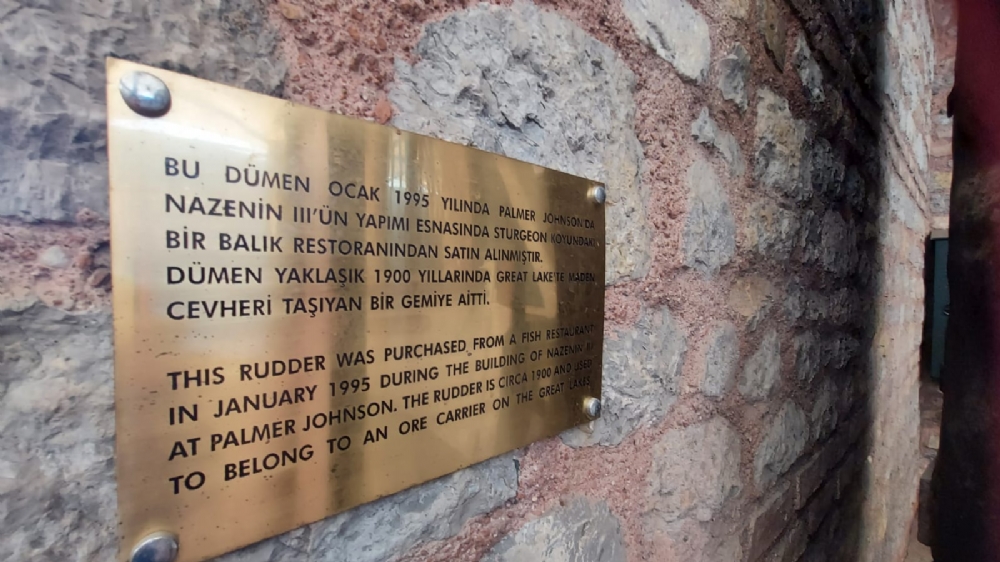 BU DÜMEN OCAK 1995 YILINDA PALMER JOHNSON'DA
NAZENİN III'ÜN YAPIMI ESNASINDA STURGEON KOYUNDAKİ
BİR BALIK RESTORANINDAN SATIN ALINMIŞTIR.
DÜMEN YAKLAŞIK 1900 YILLARINDA GREAT LAKE'TE MADEN
CEVHERİ TAŞIYAN BİR GEMİYE AİTTİ.
THIS RUDDER WAS PURCHASED FROM A FISH RESTAURANT
IN JANUARY 1995 DURING THE BUILDING OF NAZENIN
AT PALMER JOHNSON. THE RUDDER IS CIRCA 1900 AND USED
TO BELONG TO AN ORE CARRIER ON THE GREAT LAKES.